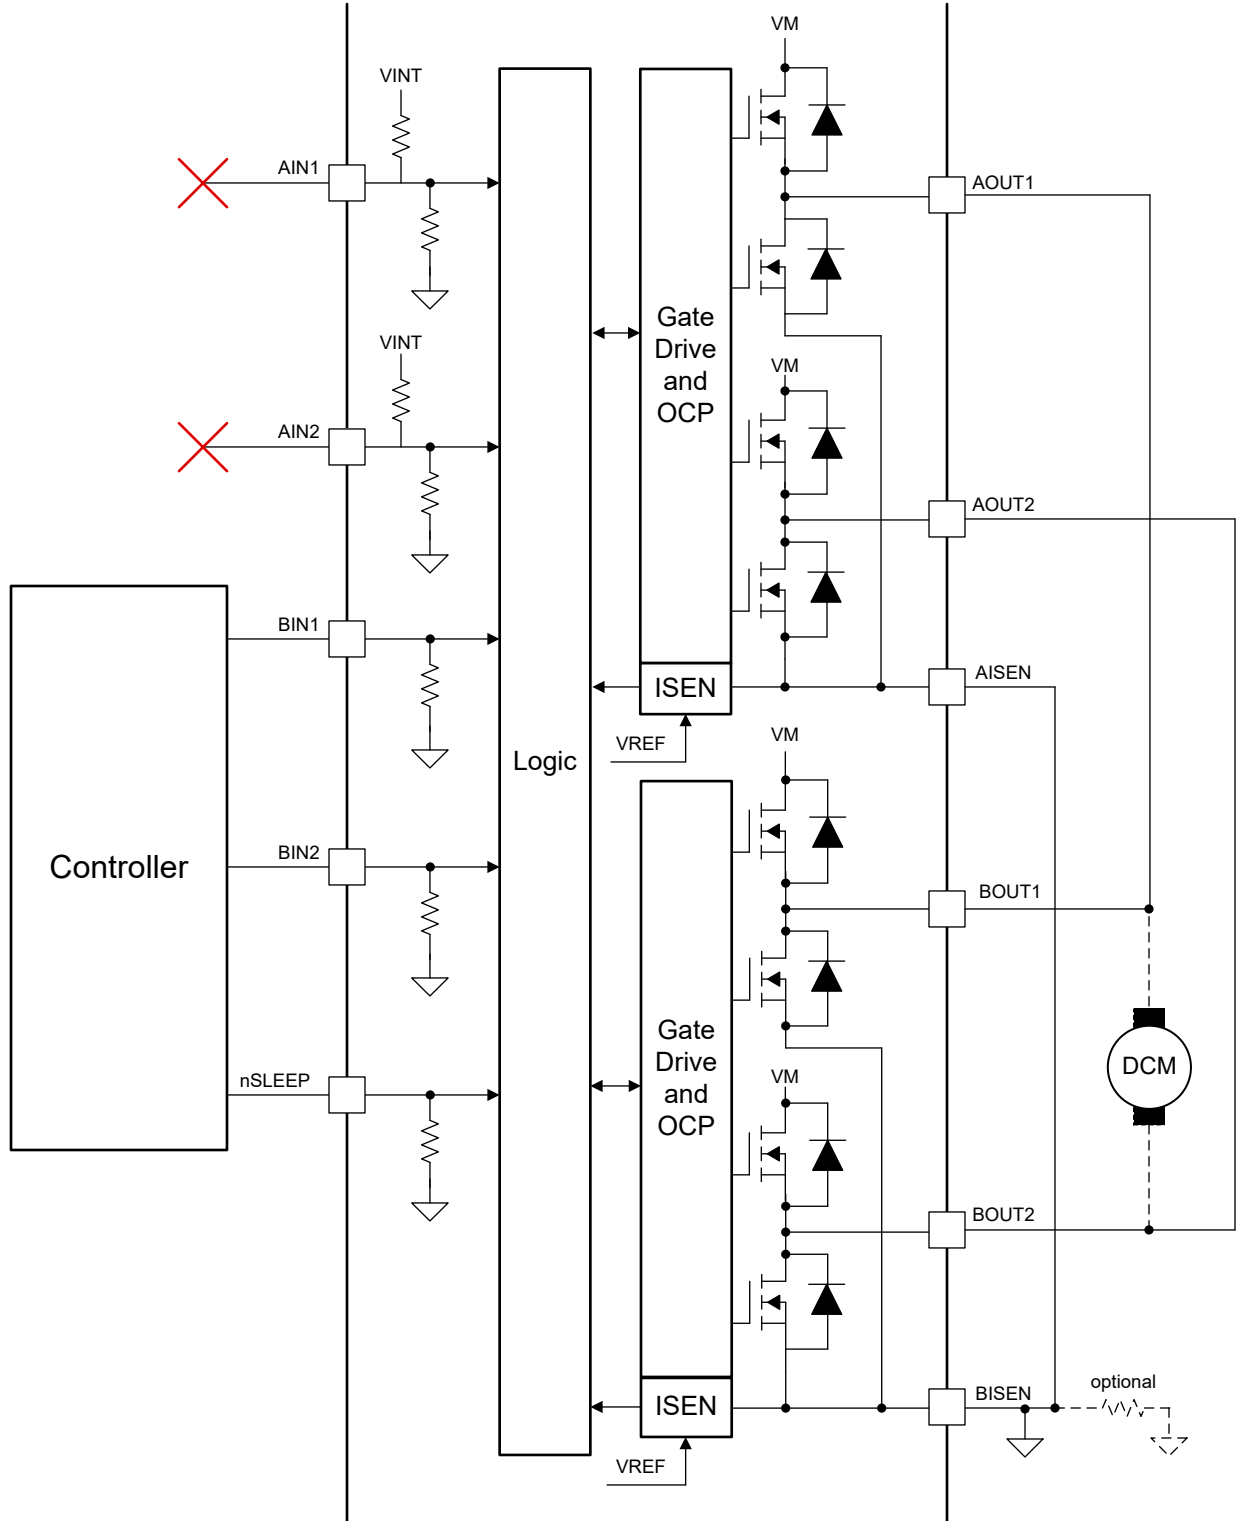 VM
VINT
AIN1
AOUT1
Gate
Drive
and
OCP
VINT
VM
AIN2
AOUT2
BIN1
AISEN
ISEN
VREF
VM
Logic
Controller
BIN2
BOUT1
Gate
Drive
and
OCP
DCM
nSLEEP
VM
BOUT2
optional
BISEN
ISEN
VREF